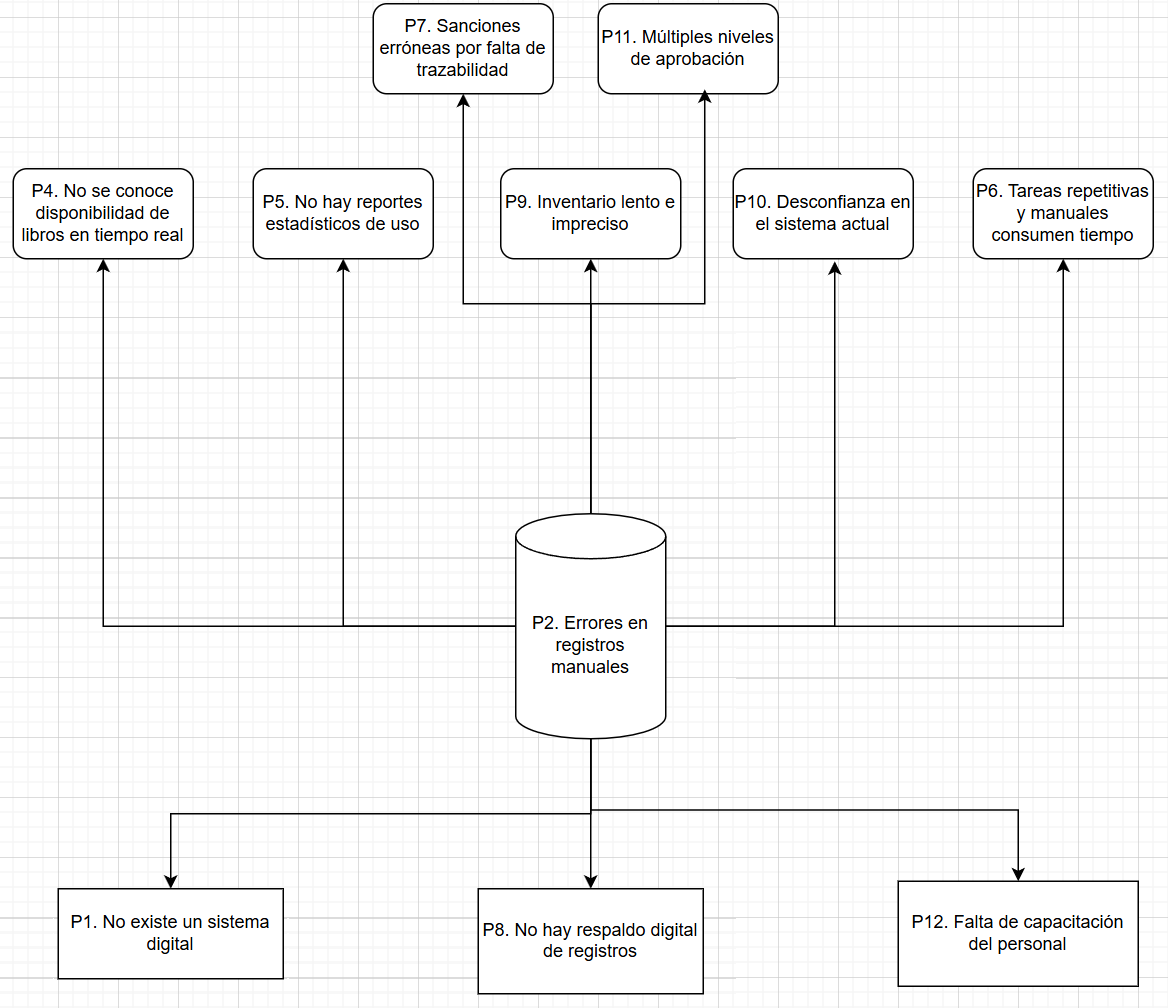 P7. Sanciones
erróneas por falta de
trazabilidad
P11. Múltiples niveles
de aprobación
P4. No se conoce
disponibilidad de
libros en tiempo real
P5. No hay reportes
estadísticos de uso
P9. Inventario lento e
impreciso
P10. Desconfianza en
el sistema actual
P6. Tareas repetitivas
y manuales
consumen tiempo
P2. Errores en
registros
manuales
P1. No existe un sistema
digital
P8. No hay respaldo digital
de registros
P12. Falta de capacitación
del personal